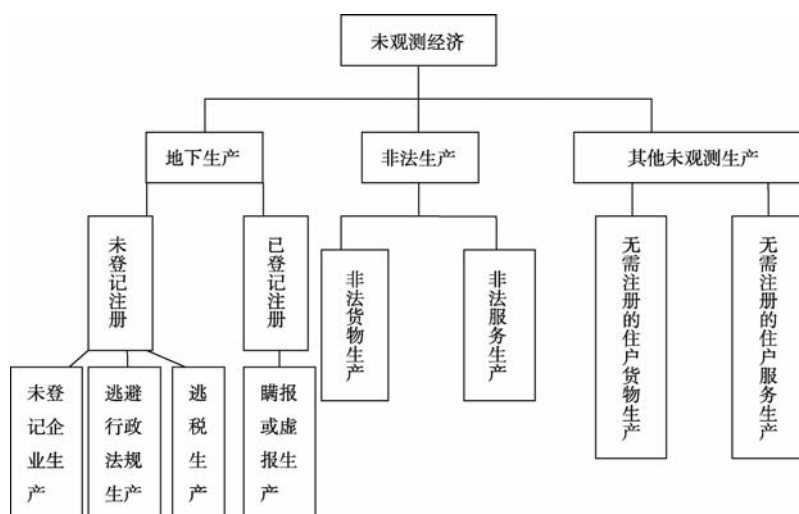 未观测经济
地下生产
非法生产
其他未观测生产
未登记注册
已登记注册
非法货物生产
非法服务生产
无需注册的住户货物生产
无需注册的住户服务生产
未登
记企
业生
产
逃避
行政
法规
生产
逃
税
生
产
瞒报
或虚
报生
产